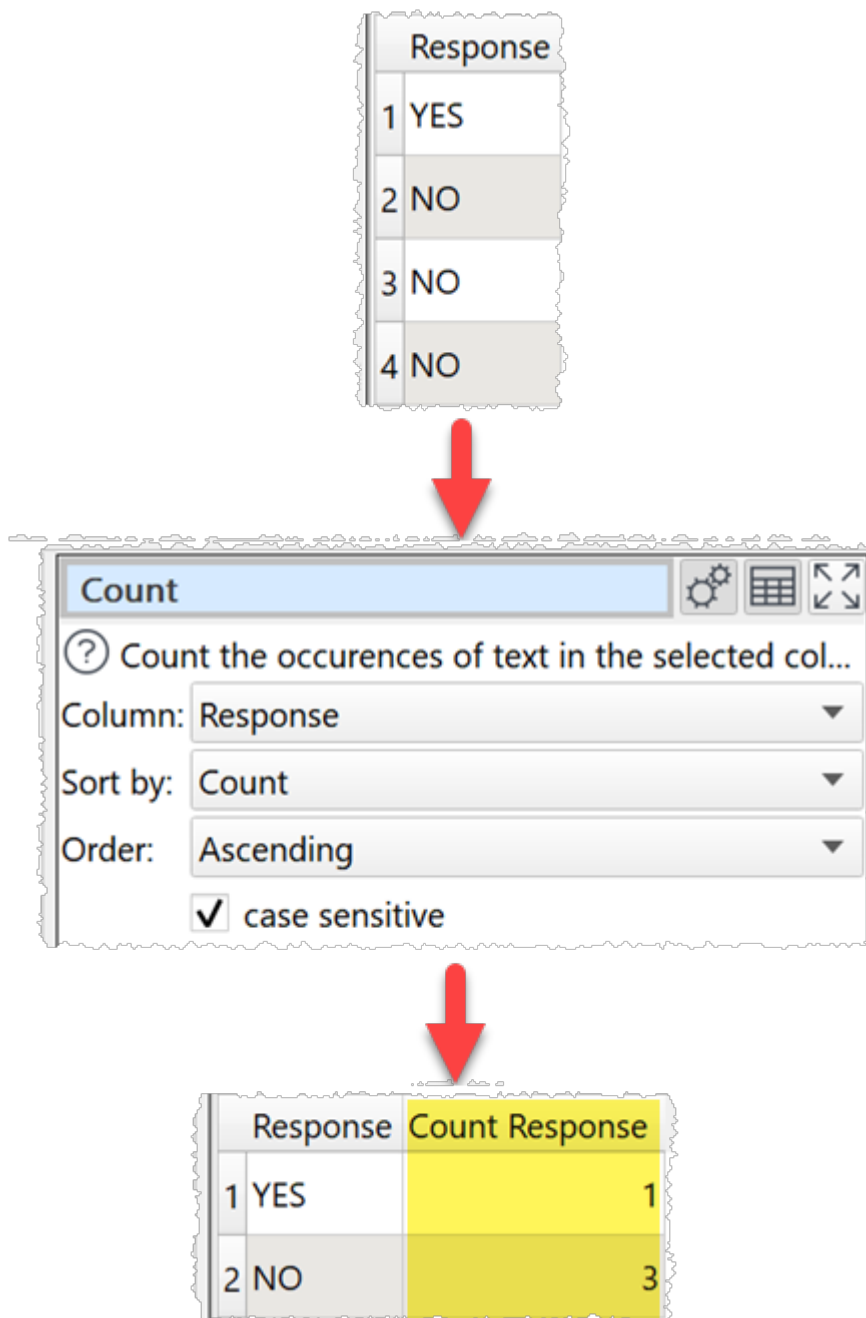 Response
1 YES
2 NO
3 NO
4 NO
Count
? Count the occurences of text in the selected col...
Column: Response
Sort by: Count
Order: Ascending
case sensitive
Response Count Response
1 YES 1
2 NO 3